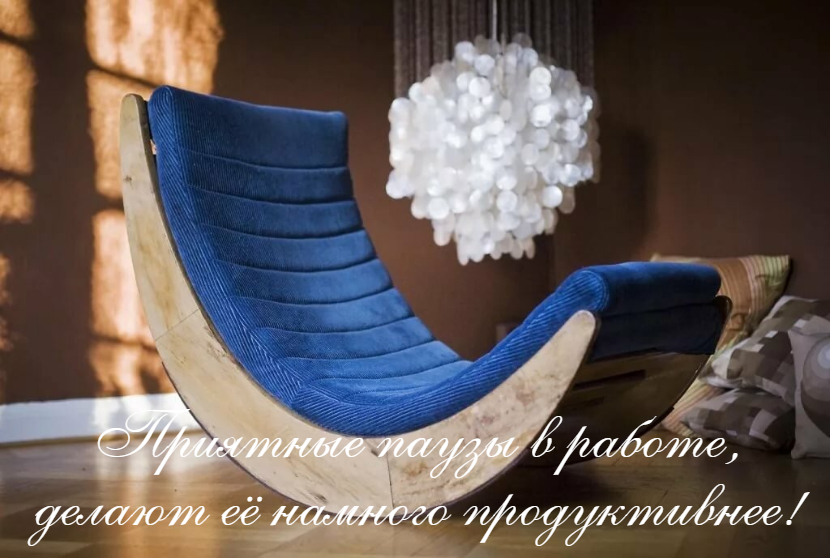 Приятные паузы в работе,
делают её намного продуктивнее!